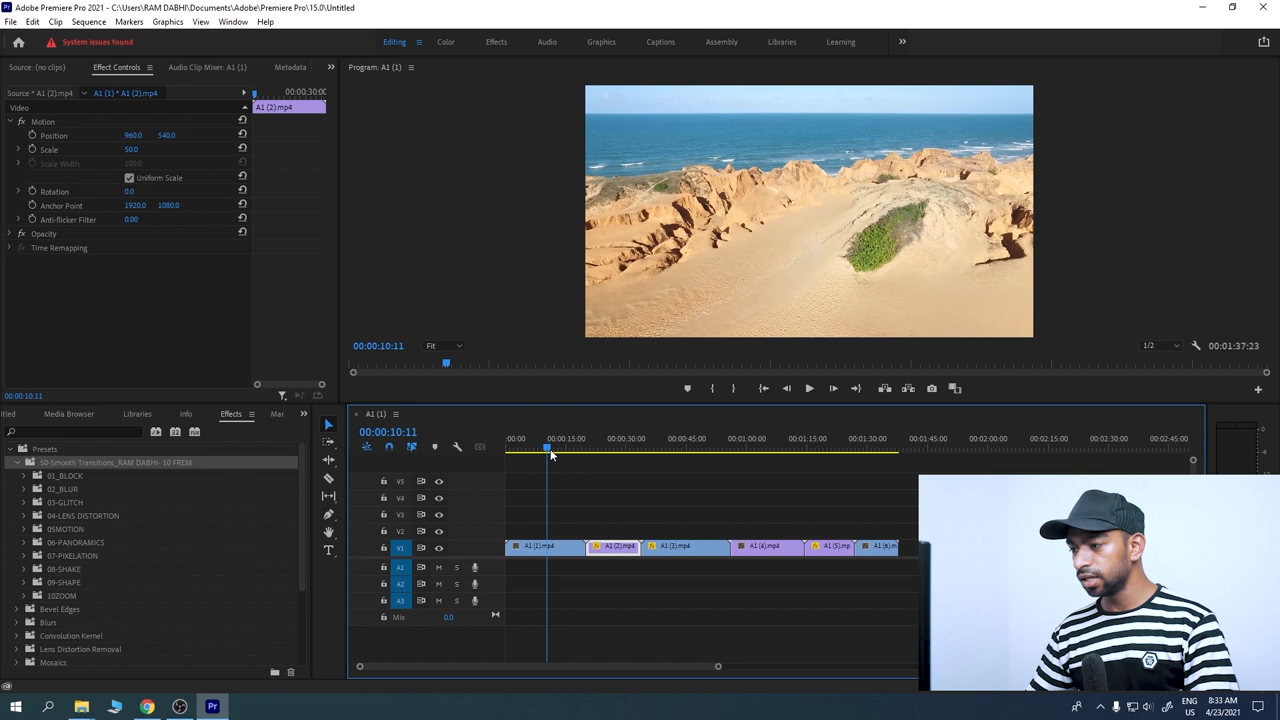 Adobe Premiere Pro 2021 - C:\Users\RAM DABHI\Documents\Adobe\Premiere Pro\15.0\Untitled
File Edit Clip Sequence Markers Graphics View Window Help
System issues found
Editing Color Effects Audio Graphics Captions Assembly Libraries Learning
Source: (no clips) Effect Controls Audio Clip Mixer: A1 (1) Metadata
Program: A1 (1)
Source * A1 (2).mp4 A1 (1) * A1 (2).mp4 00:00:30:00
Video A1 (2).mp4
fx Motion
Position 960.0 540.0
Scale 50.0
Scale Width 100.0
Uniform Scale
Rotation 0.0
Anchor Point 1920.0 1080.0
Anti-flicker Filter 0.00
fx Opacity
fx Time Remapping
00:00:10:11 Fit 1/2 00:01:37:23
00:00:10:11
Media Browser Libraries Info Effects
A1 (1)
00:00:10:11
:00:00 00:00:15:00 00:00:30:00 00:00:45:00 00:01:00:00 00:01:15:00 00:01:30:00 00:01:45:00 00:02:00:00 00:02:15:00 00:02:30:00 00:02:45:00
Presets
50-Smooth Transitions_RAM DABHI- 10 FREM
01_BLOCK
02_BLUR
03-GLITCH
04-LENS DISTORTION
05MOTION
06-PANORAMICS
07-PIXELATION
08-SHAKE
09-SHAPE
10ZOOM
Bevel Edges
Blurs
Convolution Kernel
Lens Distortion Removal
Mosaics
V5
V4
V3
V2
V1 A1 (1).mp4 A1 (2).mp4 A1 (3).mp4 A1 (4).mp4 A1 (5).mp A1 (6).m
A1 M S
A2 M S
A3 M S
Mix 0.0
0
-6
ENG
US
8:33 AM
4/23/2021